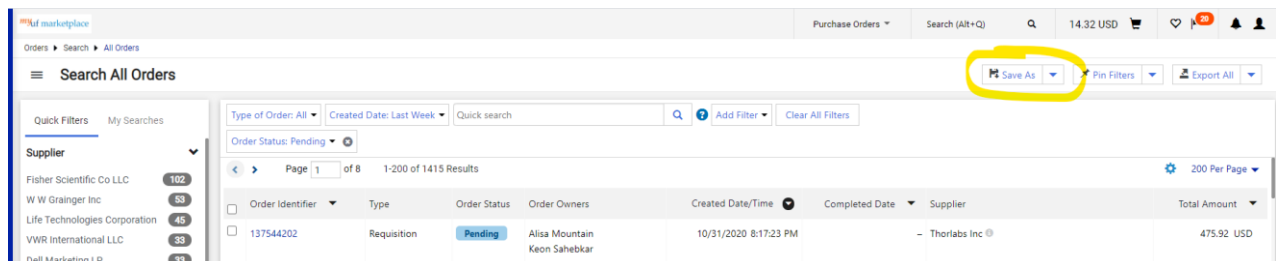 myuf marketplace
Purchase Orders
Search (Alt+Q)
14.32 USD
20
Orders
Search
All Orders
Search All Orders
Save As
Pin Filters
Export All
Quick Filters
My Searches
Type of Order: All
Created Date: Last Week
Quick search
Add Filter
Clear All Filters
Order Status: Pending
Supplier
Page 1 of 8
1-200 of 1415 Results
200 Per Page
Fisher Scientific Co LLC 102
W W Grainger Inc 53
Life Technologies Corporation 45
VWR International LLC 33
Dell Marketing LP 33
Order Identifier
Type
Order Status
Order Owners
Created Date/Time
Completed Date
Supplier
Total Amount
137544202
Requisition
Pending
Alisa Mountain
Keon Sahebkar
10/31/2020 8:17:23 PM
–
Thorlabs Inc
475.92 USD